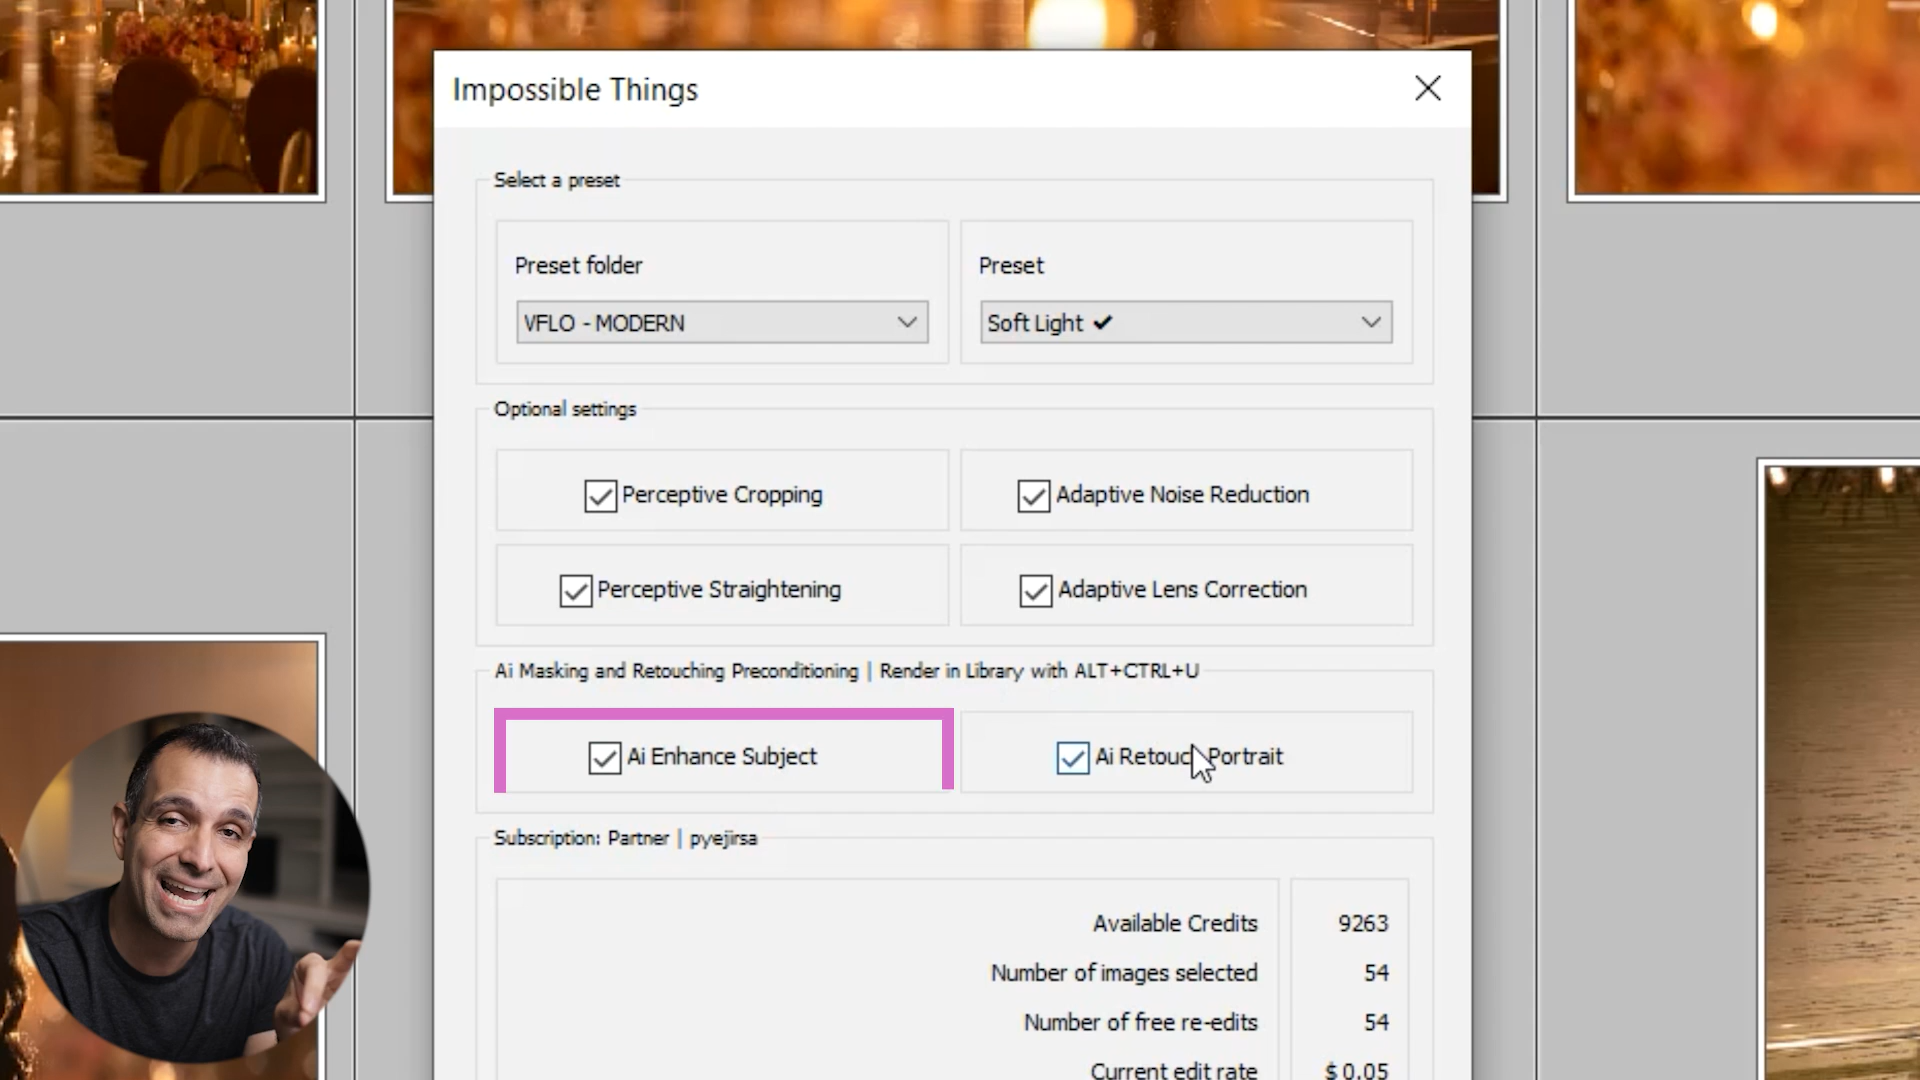 Impossible Things
Select a preset
Preset folder
Preset
VFLO - MODERN
Soft Light ✔
Optional settings
Perceptive Cropping
Adaptive Noise Reduction
Perceptive Straightening
Adaptive Lens Correction
Ai Masking and Retouching Preconditioning | Render in Library with ALT+CTRL+U
Ai Enhance Subject
Ai Retouch Portrait
Subscription: Partner | pyejirsa
Available Credits 9263
Number of images selected 54
Number of free re-edits 54
Current edit rate $ 0.05